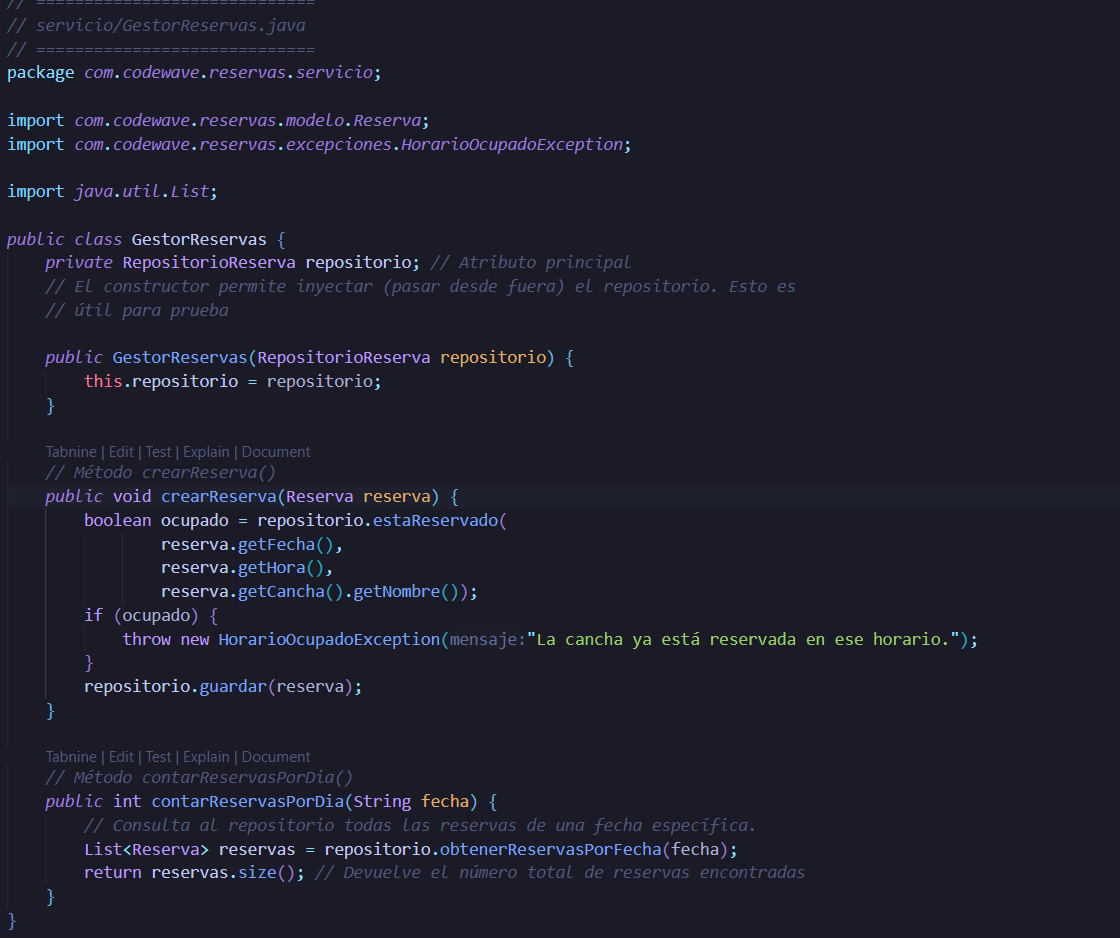 // =============================
// servicio/GestorReservas.java
// =============================
package com.codewave.reservas.servicio;

import com.codewave.reservas.modelo.Reserva;
import com.codewave.reservas.excepciones.HorarioOcupadoException;

import java.util.List;

public class GestorReservas {
    private RepositorioReserva repositorio; // Atributo principal
    // El constructor permite inyectar (pasar desde fuera) el repositorio. Esto es
    // útil para prueba

    public GestorReservas(RepositorioReserva repositorio) {
        this.repositorio = repositorio;
    }

    Tabnine | Edit | Test | Explain | Document
    // Método crearReserva()
    public void crearReserva(Reserva reserva) {
        boolean ocupado = repositorio.estaReservado(
                reserva.getFecha(),
                reserva.getHora(),
                reserva.getCancha().getNombre());
        if (ocupado) {
            throw new HorarioOcupadoException(mensaje:"La cancha ya está reservada en ese horario.");
        }
        repositorio.guardar(reserva);
    }

    Tabnine | Edit | Test | Explain | Document
    // Método contarReservasPorDia()
    public int contarReservasPorDia(String fecha) {
        // Consulta al repositorio todas las reservas de una fecha específica.
        List<Reserva> reservas = repositorio.obtenerReservasPorFecha(fecha);
        return reservas.size(); // Devuelve el número total de reservas encontradas
    }
}